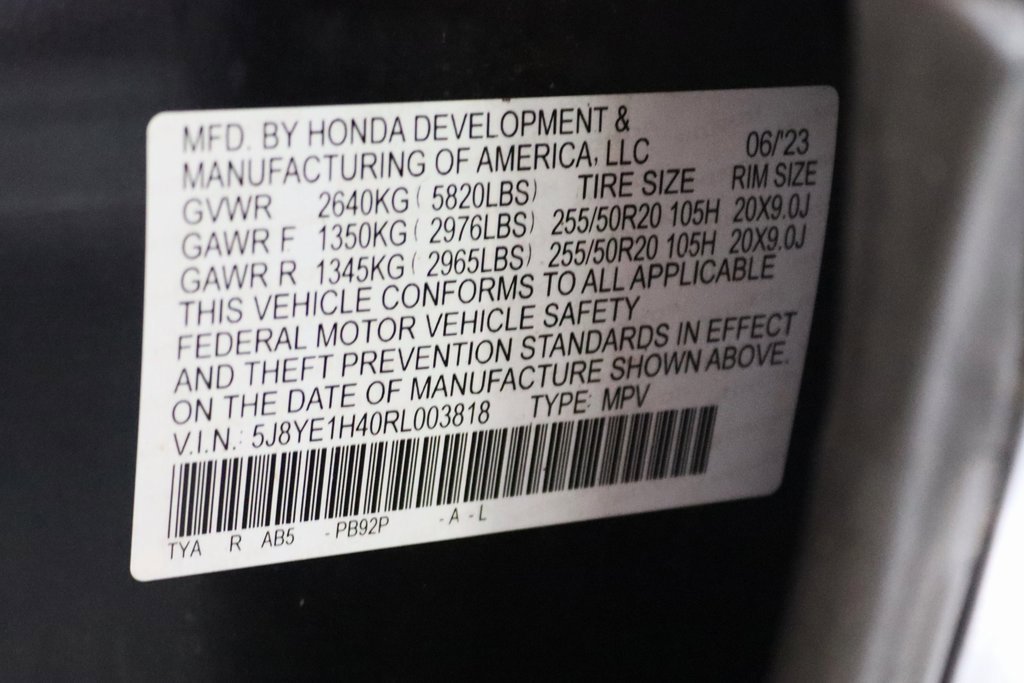 MFD. BY HONDA DEVELOPMENT &
MANUFACTURING OF AMERICA, LLC 06/'23
GVWR 2640KG ( 5820LBS) TIRE SIZE RIM SIZE
GAWR F 1350KG ( 2976LBS) 255/50R20 105H 20X9.0J
GAWR R 1345KG ( 2965LBS) 255/50R20 105H 20X9.0J
THIS VEHICLE CONFORMS TO ALL APPLICABLE
FEDERAL MOTOR VEHICLE SAFETY
AND THEFT PREVENTION STANDARDS IN EFFECT
ON THE DATE OF MANUFACTURE SHOWN ABOVE.
V.I.N.: 5J8YE1H40RL003818 TYPE: MPV
TYA R AB5 - PB92P - A - L